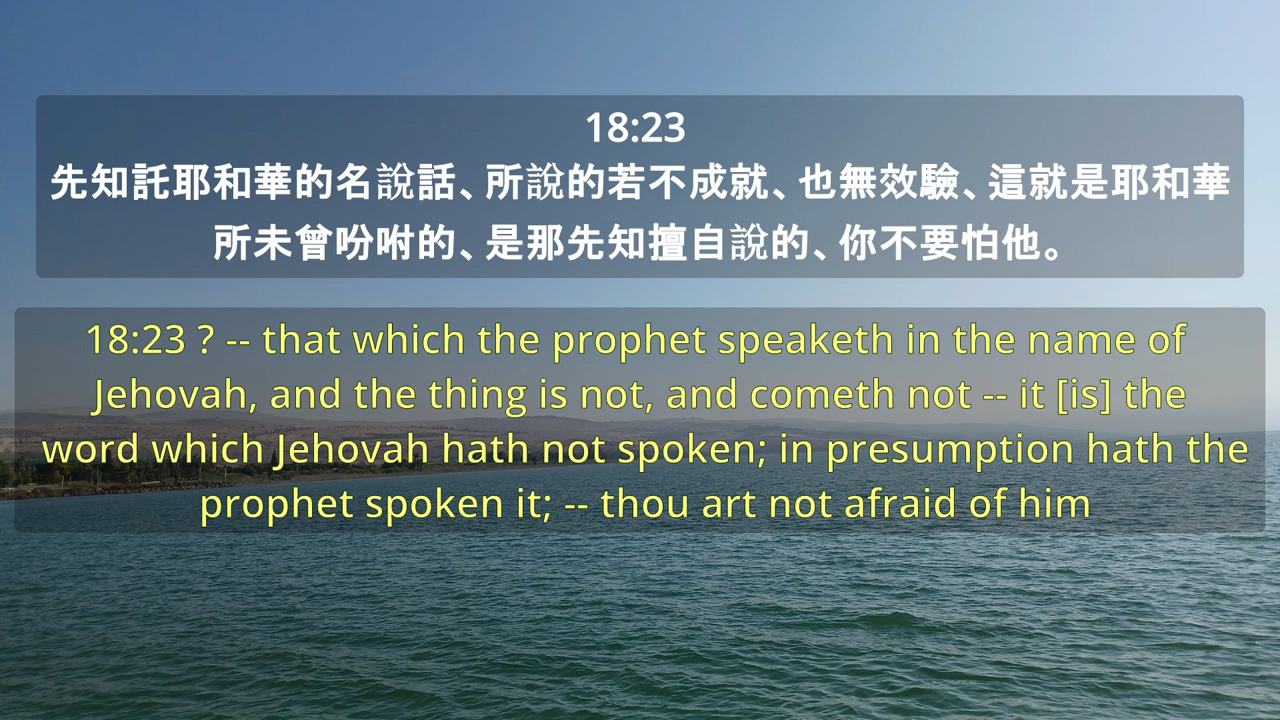 18:23
先知託耶和華的名說話、所說的若不成就、也無效驗、這就是耶和華
所未曾吩咐的、是那先知擅自說的、你不要怕他。
18:23 ? -- that which the prophet speaketh in the name of
Jehovah, and the thing is not, and cometh not -- it [is] the
word which Jehovah hath not spoken; in presumption hath the
prophet spoken it; -- thou art not afraid of him